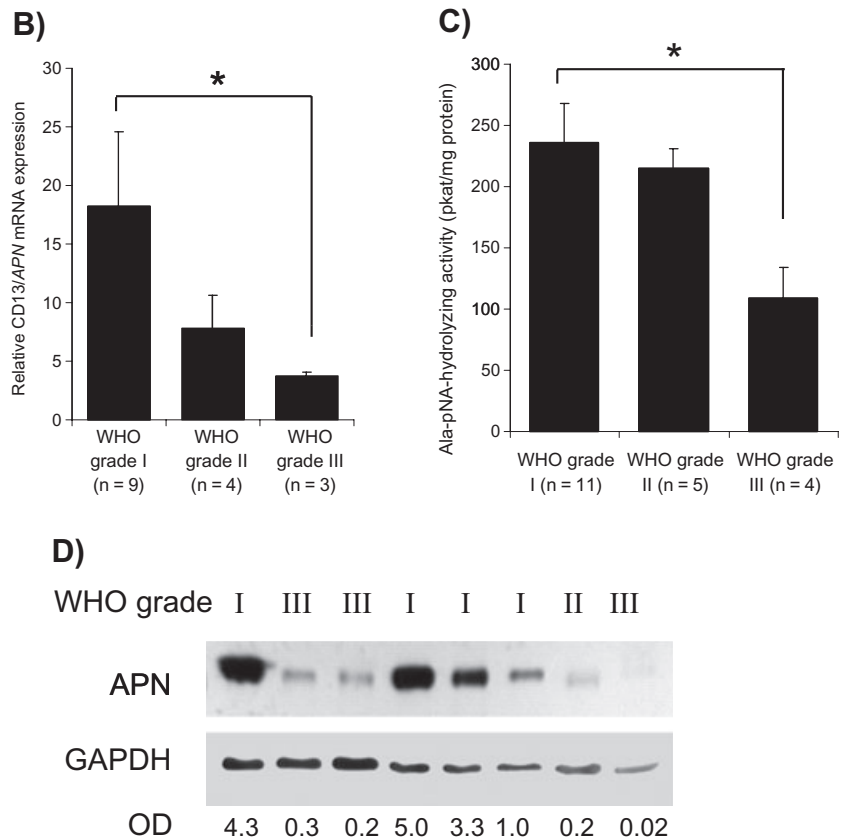 B)
Relative CD13/APN mRNA expression
30
25
20
15
10
5
0
*
WHO grade I (n = 9)
WHO grade II (n = 4)
WHO grade III (n = 3)
C)
Ala-pNA-hydrolyzing activity (pkat/mg protein)
300
250
200
150
100
50
0
*
WHO grade I (n = 11)
WHO grade II (n = 5)
WHO grade III (n = 4)
D)
WHO grade I III III I I I II III
APN
GAPDH
OD 4.3 0.3 0.2 5.0 3.3 1.0 0.2 0.02